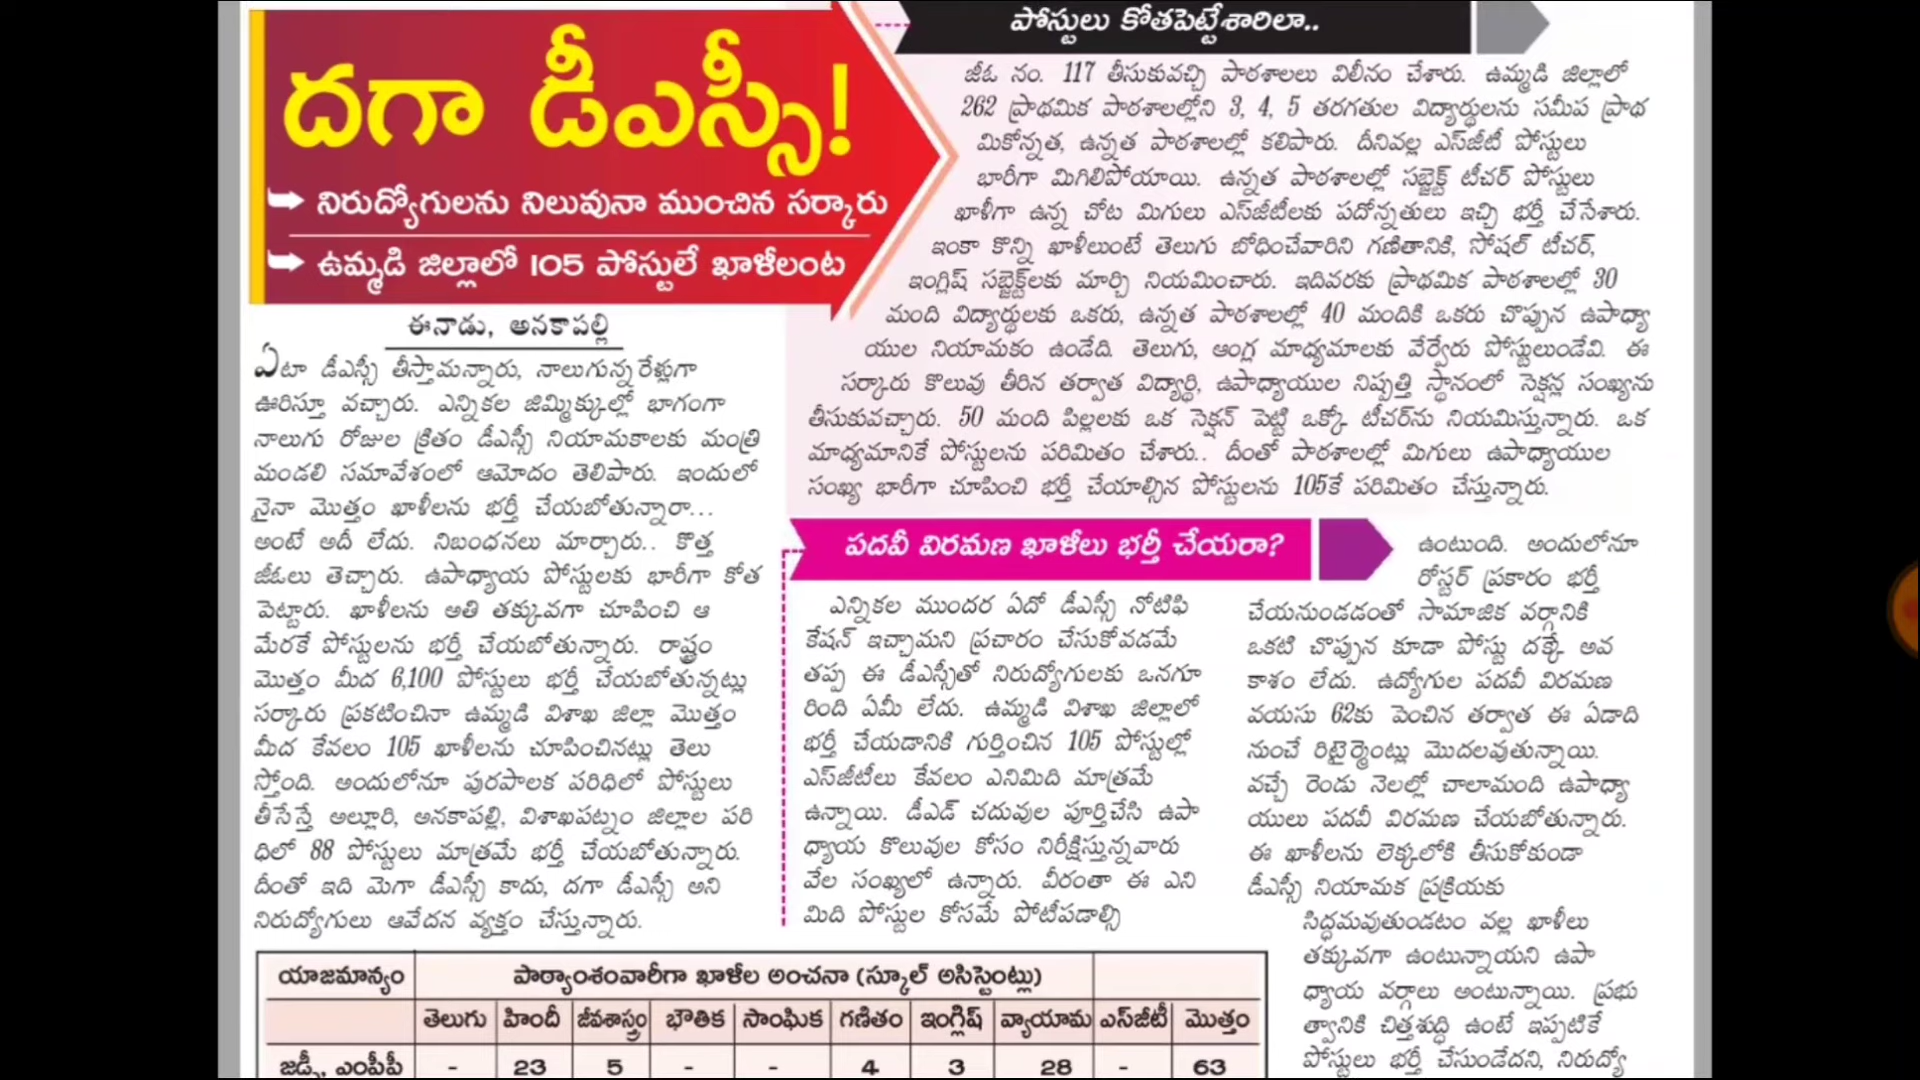 దగా డీఎస్సీ!
➥ నిరుద్యోగులను నిలువునా ముంచిన సర్కారు
➥ ఉమ్మడి జిల్లాలో 105 పోస్టులే ఖాళీలంట
ఈనాడు, అనకాపల్లి
ఏటా డీఎస్సీ తీస్తామన్నారు, నాలుగున్నరేళ్లుగా
ఊరిస్తూ వచ్చారు. ఎన్నికల జిమ్మిక్కుల్లో భాగంగా
నాలుగు రోజుల క్రితం డీఎస్సీ నియామకాలకు మంత్రి
మండలి సమావేశంలో ఆమోదం తెలిపారు. ఇందులో
నైనా మొత్తం ఖాళీలను భర్తీ చేయబోతున్నారా...
అంటే అదీ లేదు. నిబంధనలు మార్చారు.. కొత్త
జీఓలు తెచ్చారు. ఉపాధ్యాయ పోస్టులకు భారీగా కోత
పెట్టారు. ఖాళీలను అతి తక్కువగా చూపించి ఆ
మేరకే పోస్టులను భర్తీ చేయబోతున్నారు. రాష్ట్రం
మొత్తం మీద 6,100 పోస్టులు భర్తీ చేయబోతున్నట్లు
సర్కారు ప్రకటించినా ఉమ్మడి విశాఖ జిల్లా మొత్తం
మీద కేవలం 105 ఖాళీలను చూపించినట్లు తెలు
స్తోంది. అందులోనూ పురపాలక పరిధిలో పోస్టులు
తీసేస్తే అల్లూరి, అనకాపల్లి, విశాఖపట్నం జిల్లాల పరి
ధిలో 88 పోస్టులు మాత్రమే భర్తీ చేయబోతున్నారు.
దీంతో ఇది మెగా డీఎస్సీ కాదు, దగా డీఎస్సీ అని
నిరుద్యోగులు ఆవేదన వ్యక్తం చేస్తున్నారు.
పోస్టులు కోతపెట్టేశారిలా..
జీఓ నం. 117 తీసుకువచ్చి పాఠశాలలు విలీనం చేశారు. ఉమ్మడి జిల్లాలో
262 ప్రాథమిక పాఠశాలల్లోని 3, 4, 5 తరగతుల విద్యార్థులను సమీప ప్రాథ
మికోన్నత, ఉన్నత పాఠశాలల్లో కలిపారు. దీనివల్ల ఎస్‌జీటీ పోస్టులు
భారీగా మిగిలిపోయాయి. ఉన్నత పాఠశాలల్లో సబ్జెక్ట్ టీచర్ పోస్టులు
ఖాళీగా ఉన్న చోట మిగులు ఎస్‌జీటీలకు పదోన్నతులు ఇచ్చి భర్తీ చేసేశారు.
ఇంకా కొన్ని ఖాళీలుంటే తెలుగు బోధించేవారిని గణితానికి, సోషల్ టీచర్,
ఇంగ్లిష్ సబ్జెక్ట్‌లకు మార్చి నియమించారు. ఇదివరకు ప్రాథమిక పాఠశాలల్లో 30
మంది విద్యార్థులకు ఒకరు, ఉన్నత పాఠశాలల్లో 40 మందికి ఒకరు చొప్పున ఉపాధ్యా
యుల నియామకం ఉండేది. తెలుగు, ఆంగ్ల మాధ్యమాలకు వేర్వేరు పోస్టులుండేవి. ఈ
సర్కారు కొలువు తీరిన తర్వాత విద్యార్థి, ఉపాధ్యాయుల నిష్పత్తి స్థానంలో సెక్షన్ల సంఖ్యను
తీసుకువచ్చారు. 50 మంది పిల్లలకు ఒక సెక్షన్ పెట్టి ఒక్కో టీచర్‌ను నియమిస్తున్నారు. ఒక
మాధ్యమానికే పోస్టులను పరిమితం చేశారు.. దీంతో పాఠశాలల్లో మిగులు ఉపాధ్యాయుల
సంఖ్య భారీగా చూపించి భర్తీ చేయాల్సిన పోస్టులను 105కే పరిమితం చేస్తున్నారు.
పదవీ విరమణ ఖాళీలు భర్తీ చేయరా?
ఎన్నికల ముందర ఏదో డీఎస్సీ నోటిఫి
కేషన్ ఇచ్చామని ప్రచారం చేసుకోవడమే
తప్ప ఈ డీఎస్సీతో నిరుద్యోగులకు ఒనగూ
రింది ఏమీ లేదు. ఉమ్మడి విశాఖ జిల్లాలో
భర్తీ చేయడానికి గుర్తించిన 105 పోస్టుల్లో
ఎస్‌జీటీలు కేవలం ఎనిమిది మాత్రమే
ఉన్నాయి. డీఎడ్ చదువుల పూర్తిచేసి ఉపా
ధ్యాయ కొలువుల కోసం నిరీక్షిస్తున్నవారు
వేల సంఖ్యలో ఉన్నారు. వీరంతా ఈ ఎని
మిది పోస్టుల కోసమే పోటీపడాల్సి
ఉంటుంది. అందులోనూ
రోస్టర్ ప్రకారం భర్తీ
చేయనుండడంతో సామాజిక వర్గానికి
ఒకటి చొప్పున కూడా పోస్టు దక్కే అవ
కాశం లేదు. ఉద్యోగుల పదవీ విరమణ
వయసు 62కు పెంచిన తర్వాత ఈ ఏడాది
నుంచే రిటైర్మెంట్లు మొదలవుతున్నాయి.
వచ్చే రెండు నెలల్లో చాలామంది ఉపాధ్యా
యులు పదవీ విరమణ చేయబోతున్నారు.
ఈ ఖాళీలను లెక్కలోకి తీసుకోకుండా
డీఎస్సీ నియామక ప్రక్రియకు
సిద్ధమవుతుండటం వల్ల ఖాళీలు
తక్కువగా ఉంటున్నాయని ఉపా
ధ్యాయ వర్గాలు అంటున్నాయి. ప్రభు
త్వానికి చిత్తశుద్ధి ఉంటే ఇప్పటికే
పోస్టులు భర్తీ చేసుండేదని, నిరుద్యో
యాజమాన్యం పాఠ్యాంశంవారీగా ఖాళీల అంచనా (స్కూల్ అసిస్టెంట్లు)
తెలుగు హిందీ జీవశాస్త్రం భౌతిక సాంఘిక గణితం ఇంగ్లిష్ వ్యాయామ ఎస్‌జీటీ మొత్తం
జడ్పీ, ఎంపీపీ - 23 5 - - 4 3 28 - 63